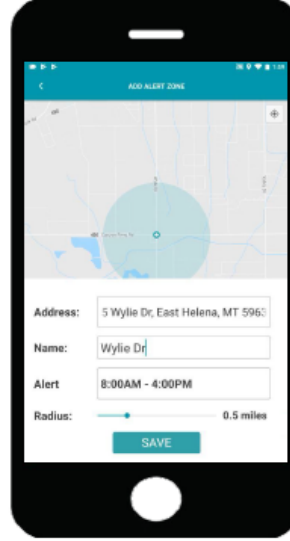 ADD ALERT ZONE
Address: 5 Wylie Dr, East Helena, MT 5963
Name: Wylie Dr
Alert 8:00AM - 4:00PM
Radius: 0.5 miles
SAVE